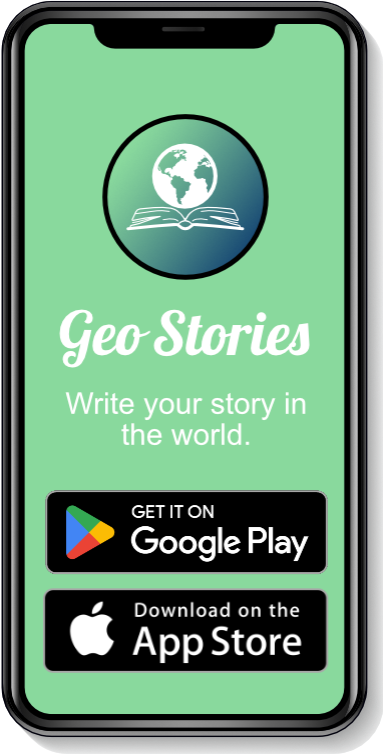 Geo Stories
Write your story in
the world.
GET IT ON
Google Play
Download on the
App Store